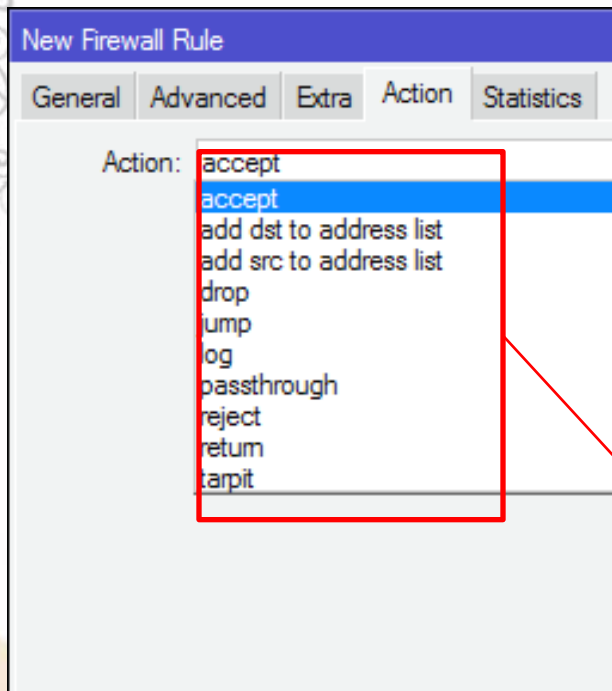 New Firewall Rule
General Advanced Extra Action Statistics
Action: accept
accept
add dst to address list
add src to address list
drop
jump
log
passthrough
reject
return
tarpit